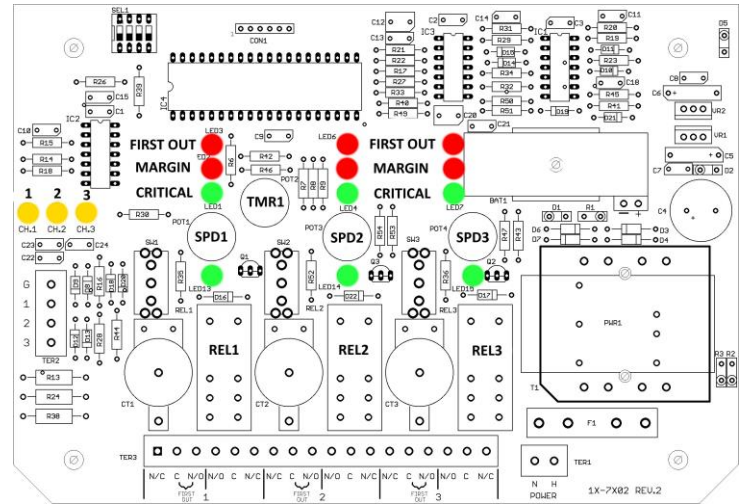 SEL1
CON1
D5
C12
C2
C14
R31
IC1
C3
C11
R20
C13
IC3
R29
R19
R21
D15
D11
R22
D14
R23
C8
R26
R39
IC4
R17
R34
D10
C18
C6
R27
R32
R45
C15
R33
R50
R41
VR2
C1
R40
R51
D19
D21
IC2
R49
C20
C10
LED3
C9
LED6
C21
VR1
R15
FIRST OUT
FIRST OUT
R14
R6
R42
C5
R18
MARGIN
MARGIN
R46
C7
D2
CRITICAL
CRITICAL
POT2
R7
R8
R9
BAT1
1 2 3
LED1
TMR1
LED4
LED7
D1
R1
C4
CH.1 CH.2 CH.3
R30
POT1
POT3
POT4
SPD1
SPD2
SPD3
R54
R53
R47
R43
D6
D3
D7
D4
C23
C24
C22
SW1
SW2
SW3
Q1
Q3
Q2
G
1
2
3
R16
R35
R52
R36
LED13
LED14
LED15
D16
D22
D17
REL1
REL2
REL3
PWR1
D12
D13
R28
R44
REL1
REL2
REL3
TER2
R3 R2
R13
R24
R38
CT1
CT2
CT3
T1
F1
TER3
TER1
N/C C N/O N/O C N/C N/C C N/O N/O C N/C N/C C N/O N/O C N/C
FIRST OUT
1
FIRST OUT
2
FIRST OUT
3
N H
POWER
1X-7X02 REV.2